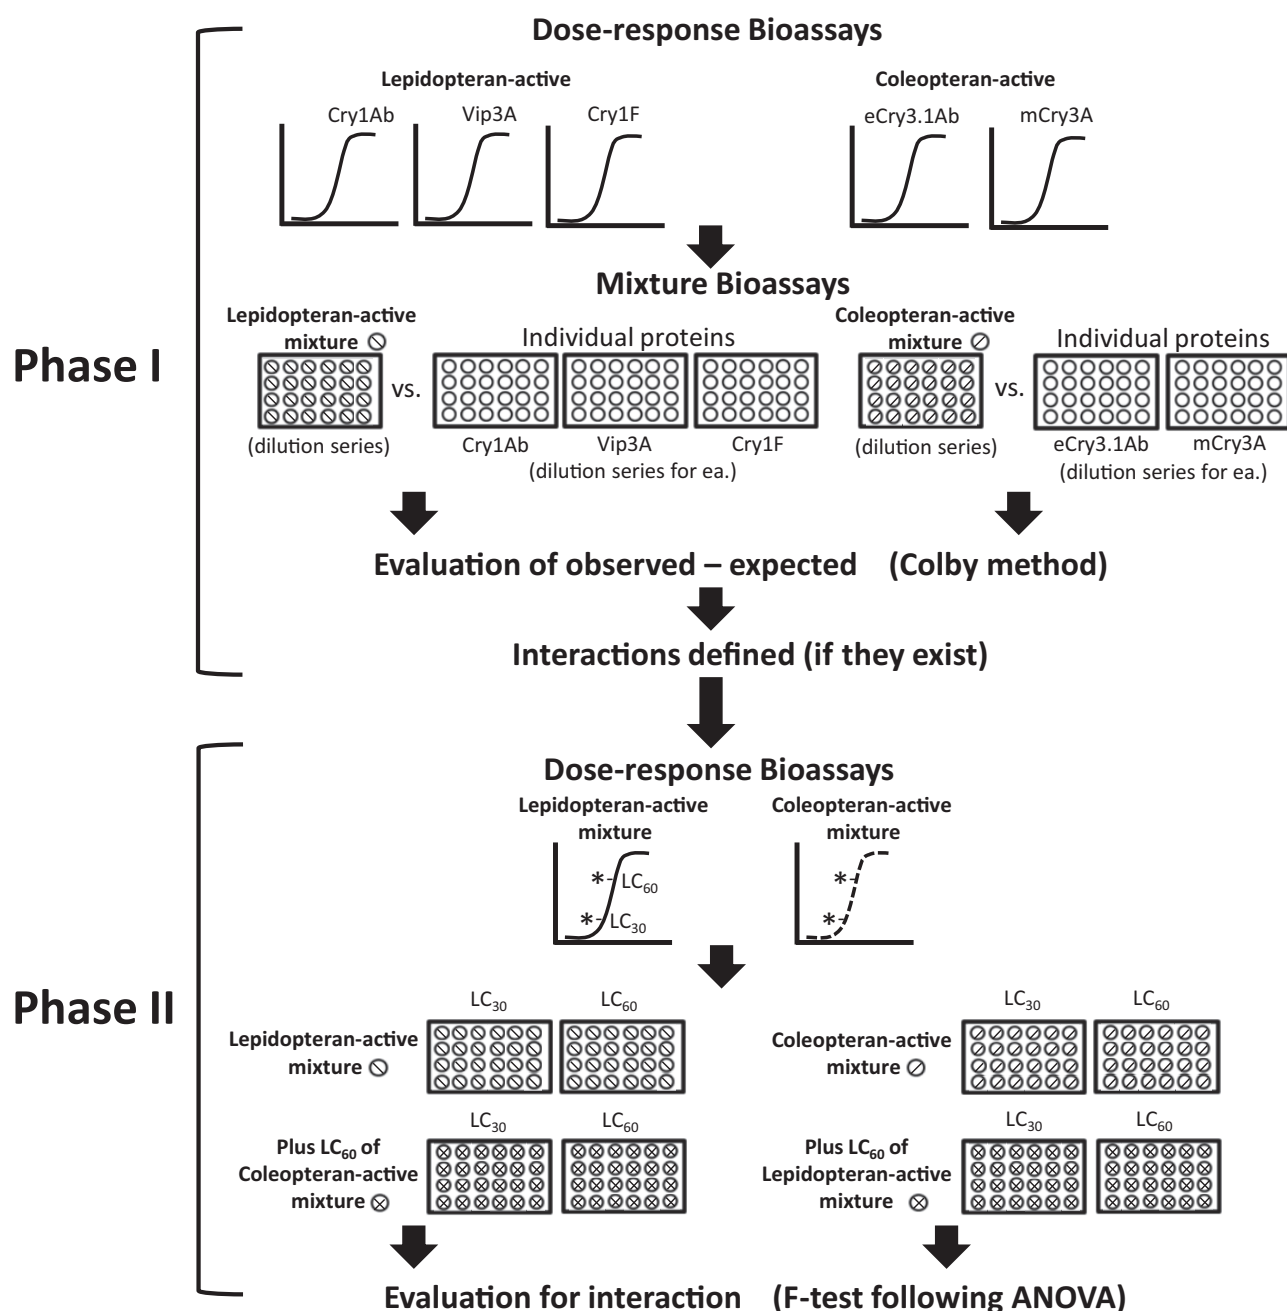 Dose-response Bioassays
Lepidopteran-active
Coleopteran-active
Cry1Ab
Vip3A
Cry1F
eCry3.1Ab
mCry3A
Mixture Bioassays
Phase I
Lepidopteran-active
mixture
Individual proteins
Coleopteran-active
mixture
Individual proteins
vs.
vs.
(dilution series)
Cry1Ab
Vip3A
Cry1F
(dilution series for ea.)
(dilution series)
eCry3.1Ab
mCry3A
(dilution series for ea.)
Evaluation of observed – expected (Colby method)
Interactions defined (if they exist)
Phase II
Dose-response Bioassays
Lepidopteran-active
mixture
Coleopteran-active
mixture
*
LC60
*
LC30
*
*
LC30
LC60
LC30
LC60
Lepidopteran-active
mixture
Coleopteran-active
mixture
LC30
LC60
LC30
LC60
Plus LC60 of
Coleopteran-active
mixture
Plus LC60 of
Lepidopteran-active
mixture
Evaluation for interaction (F-test following ANOVA)